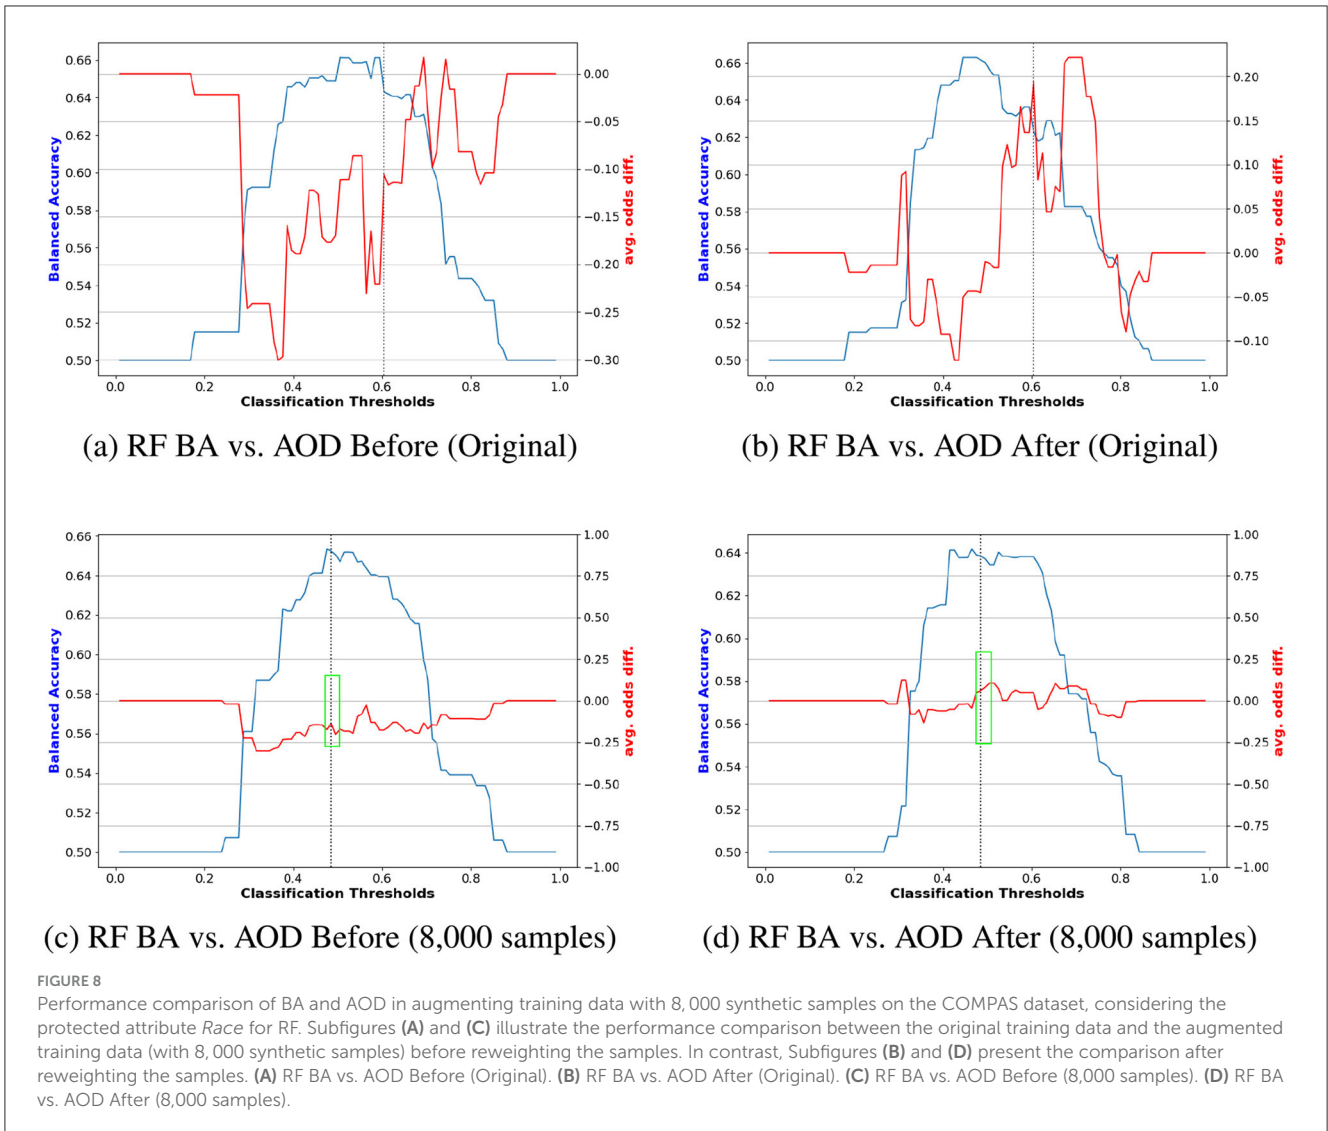 0.66
0.64
0.62
0.60
0.58
0.56
0.54
0.52
0.50
Balanced Accuracy
0.00
−0.05
−0.10
−0.15
−0.20
−0.25
−0.30
avg. odds diff.
0.0 0.2 0.4 0.6 0.8 1.0
Classification Thresholds
(a) RF BA vs. AOD Before (Original)
0.66
0.64
0.62
0.60
0.58
0.56
0.54
0.52
0.50
Balanced Accuracy
0.20
0.15
0.10
0.05
0.00
−0.05
−0.10
avg. odds diff.
0.0 0.2 0.4 0.6 0.8 1.0
Classification Thresholds
(b) RF BA vs. AOD After (Original)
0.66
0.64
0.62
0.60
0.58
0.56
0.54
0.52
0.50
Balanced Accuracy
1.00
0.75
0.50
0.25
0.00
−0.25
−0.50
−0.75
−1.00
avg. odds diff.
0.0 0.2 0.4 0.6 0.8 1.0
Classification Thresholds
(c) RF BA vs. AOD Before (8,000 samples)
0.64
0.62
0.60
0.58
0.56
0.54
0.52
0.50
Balanced Accuracy
1.00
0.75
0.50
0.25
0.00
−0.25
−0.50
−0.75
−1.00
avg. odds diff.
0.0 0.2 0.4 0.6 0.8 1.0
Classification Thresholds
(d) RF BA vs. AOD After (8,000 samples)
FIGURE 8
Performance comparison of BA and AOD in augmenting training data with 8, 000 synthetic samples on the COMPAS dataset, considering the
protected attribute Race for RF. Subfigures (A) and (C) illustrate the performance comparison between the original training data and the augmented
training data (with 8, 000 synthetic samples) before reweighting the samples. In contrast, Subfigures (B) and (D) present the comparison after
reweighting the samples. (A) RF BA vs. AOD Before (Original). (B) RF BA vs. AOD After (Original). (C) RF BA vs. AOD Before (8,000 samples). (D) RF BA
vs. AOD After (8,000 samples).